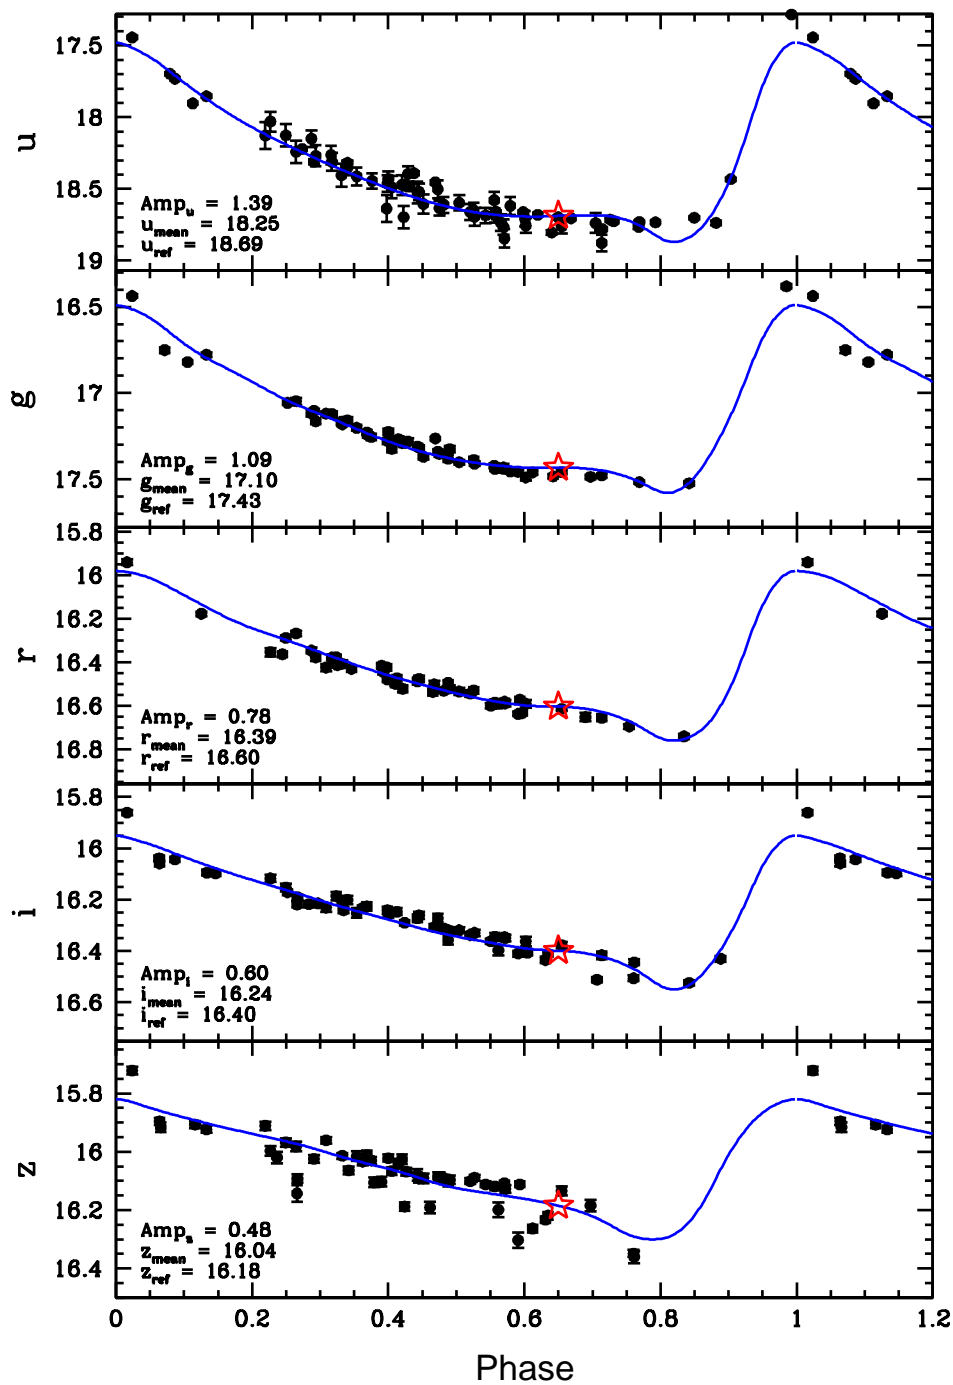 17.5
18
18.5
19
u
Amp_u = 1.39
u_mean = 18.25
u_ref = 18.69
16.5
17
17.5
g
Amp_g = 1.09
g_mean = 17.10
g_ref = 17.43
15.8
16
16.2
16.4
16.6
16.8
r
Amp_r = 0.78
r_mean = 16.39
r_ref = 16.60
15.8
16
16.2
16.4
16.6
i
Amp_i = 0.60
i_mean = 16.24
i_ref = 16.40
15.8
16
16.2
16.4
z
Amp_z = 0.48
z_mean = 16.04
z_ref = 16.18
0 0.2 0.4 0.6 0.8 1 1.2
Phase